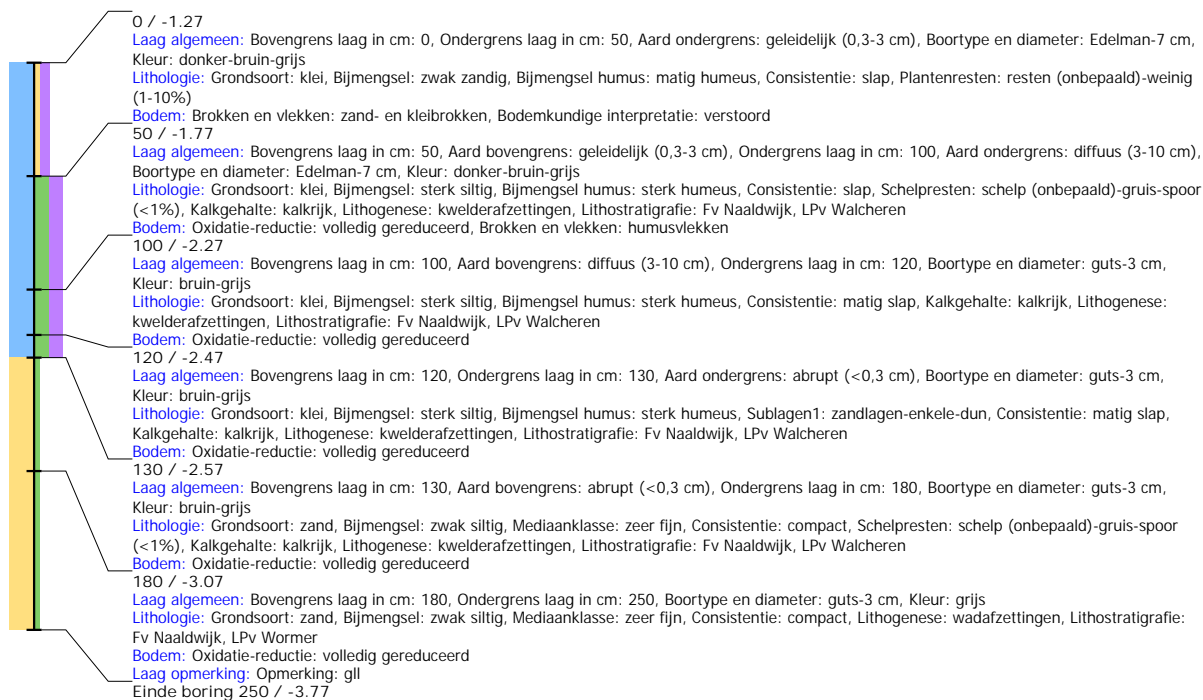 0 / -1.27
Laag algemeen: Bovengrens laag in cm: 0, Ondergrens laag in cm: 50, Aard ondergrens: geleidelijk (0,3-3 cm), Boortype en diameter: Edelman-7 cm,
Kleur: donker-bruin-grijs
Lithologie: Grondsoort: klei, Bijmengsel: zwak zandig, Bijmengsel humus: matig humeus, Consistentie: slap, Plantenresten: resten (onbepaald)-weinig
(1-10%)
Bodem: Brokken en vlekken: zand- en kleibrokken, Bodemkundige interpretatie: verstoord
50 / -1.77
Laag algemeen: Bovengrens laag in cm: 50, Aard bovengrens: geleidelijk (0,3-3 cm), Ondergrens laag in cm: 100, Aard ondergrens: diffuus (3-10 cm),
Boortype en diameter: Edelman-7 cm, Kleur: donker-bruin-grijs
Lithologie: Grondsoort: klei, Bijmengsel: sterk siltig, Bijmengsel humus: sterk humeus, Consistentie: slap, Schelpresten: schelp (onbepaald)-gruis-spoor
(<1%), Kalkgehalte: kalkrijk, Lithogenese: kwelderafzettingen, Lithostratigrafie: Fv Naaldwijk, LPv Walcheren
Bodem: Oxidatie-reductie: volledig gereduceerd, Brokken en vlekken: humusvlekken
100 / -2.27
Laag algemeen: Bovengrens laag in cm: 100, Aard bovengrens: diffuus (3-10 cm), Ondergrens laag in cm: 120, Boortype en diameter: guts-3 cm,
Kleur: bruin-grijs
Lithologie: Grondsoort: klei, Bijmengsel: sterk siltig, Bijmengsel humus: sterk humeus, Consistentie: matig slap, Kalkgehalte: kalkrijk, Lithogenese:
kwelderafzettingen, Lithostratigrafie: Fv Naaldwijk, LPv Walcheren
Bodem: Oxidatie-reductie: volledig gereduceerd
120 / -2.47
Laag algemeen: Bovengrens laag in cm: 120, Ondergrens laag in cm: 130, Aard ondergrens: abrupt (<0,3 cm), Boortype en diameter: guts-3 cm,
Kleur: bruin-grijs
Lithologie: Grondsoort: klei, Bijmengsel: sterk siltig, Bijmengsel humus: sterk humeus, Sublagen1: zandlagen-enkele-dun, Consistentie: matig slap,
Kalkgehalte: kalkrijk, Lithogenese: kwelderafzettingen, Lithostratigrafie: Fv Naaldwijk, LPv Walcheren
Bodem: Oxidatie-reductie: volledig gereduceerd
130 / -2.57
Laag algemeen: Bovengrens laag in cm: 130, Aard bovengrens: abrupt (<0,3 cm), Ondergrens laag in cm: 180, Boortype en diameter: guts-3 cm,
Kleur: bruin-grijs
Lithologie: Grondsoort: zand, Bijmengsel: zwak siltig, Mediaanklasse: zeer fijn, Consistentie: compact, Schelpresten: schelp (onbepaald)-gruis-spoor
(<1%), Kalkgehalte: kalkrijk, Lithogenese: kwelderafzettingen, Lithostratigrafie: Fv Naaldwijk, LPv Walcheren
Bodem: Oxidatie-reductie: volledig gereduceerd
180 / -3.07
Laag algemeen: Bovengrens laag in cm: 180, Ondergrens laag in cm: 250, Boortype en diameter: guts-3 cm, Kleur: grijs
Lithologie: Grondsoort: zand, Bijmengsel: zwak siltig, Mediaanklasse: zeer fijn, Consistentie: compact, Lithogenese: wadafzettingen, Lithostratigrafie:
Fv Naaldwijk, LPv Wormer
Bodem: Oxidatie-reductie: volledig gereduceerd
Laag opmerking: Opmerking: gll
Einde boring 250 / -3.77